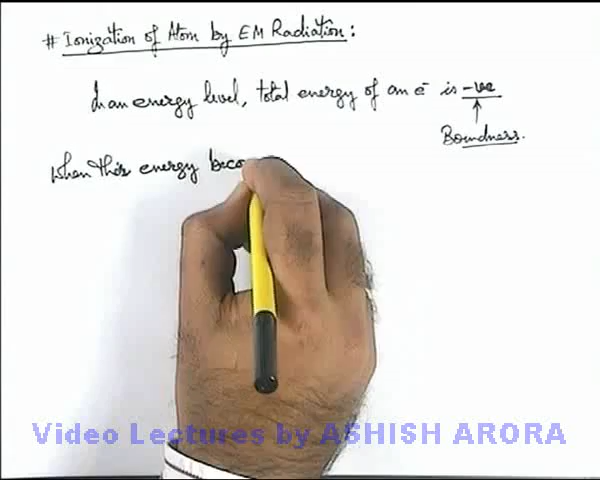 # Ionization of Atom by EM Radiation:
In an energy level, total energy of an e⁻ is -ve
↑
Boundness.
When this energy beco
Video Lectures by ASHISH ARORA